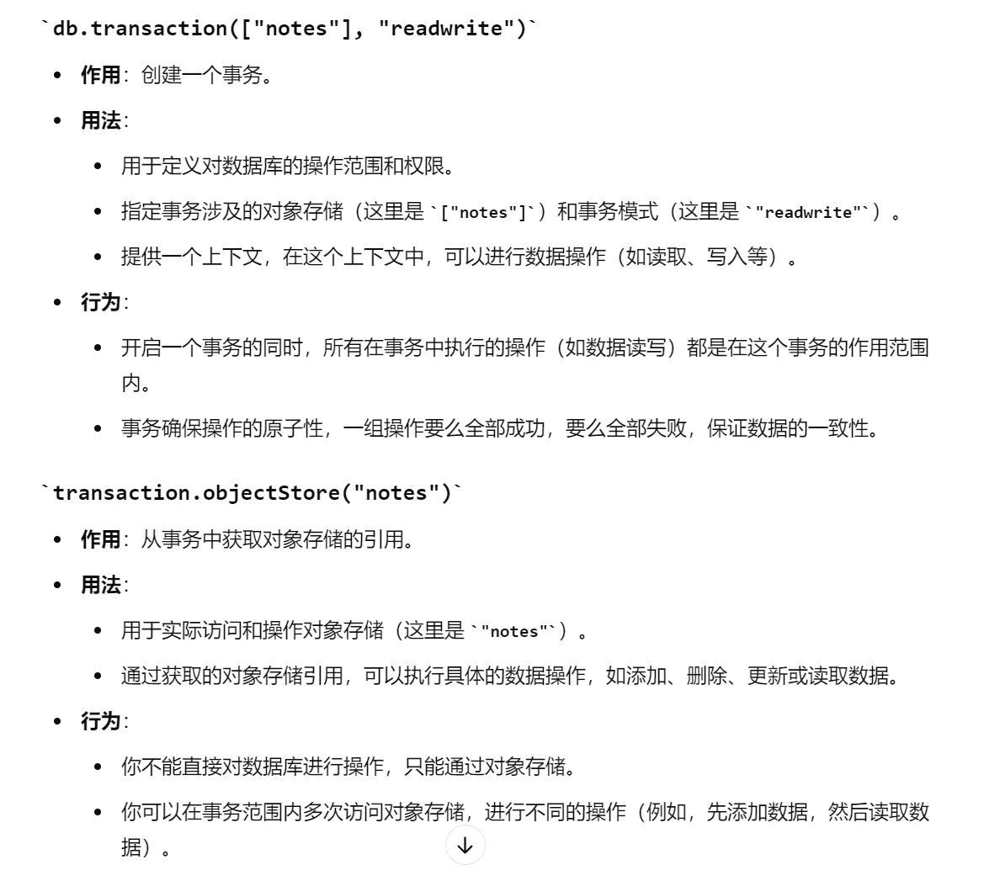 `db.transaction(["notes"], "readwrite")`
• 作用：创建一个事务。
• 用法：
• 用于定义对数据库的操作范围和权限。
• 指定事务涉及的对象存储（这里是 `["notes"]`）和事务模式（这里是 `"readwrite"`）。
• 提供一个上下文，在这个上下文中，可以进行数据操作（如读取、写入等）。
• 行为：
• 开启一个事务的同时，所有在事务中执行的操作（如数据读写）都是在这个事务的作用范围
内。
• 事务确保操作的原子性，一组操作要么全部成功，要么全部失败，保证数据的一致性。
`transaction.objectStore("notes")`
• 作用：从事务中获取对象存储的引用。
• 用法：
• 用于实际访问和操作对象存储（这里是 `"notes"`）。
• 通过获取的对象存储引用，可以执行具体的数据操作，如添加、删除、更新或读取数据。
• 行为：
• 你不能直接对数据库进行操作，只能通过对象存储。
• 你可以在事务范围内多次访问对象存储，进行不同的操作（例如，先添加数据，然后读取数
据）。